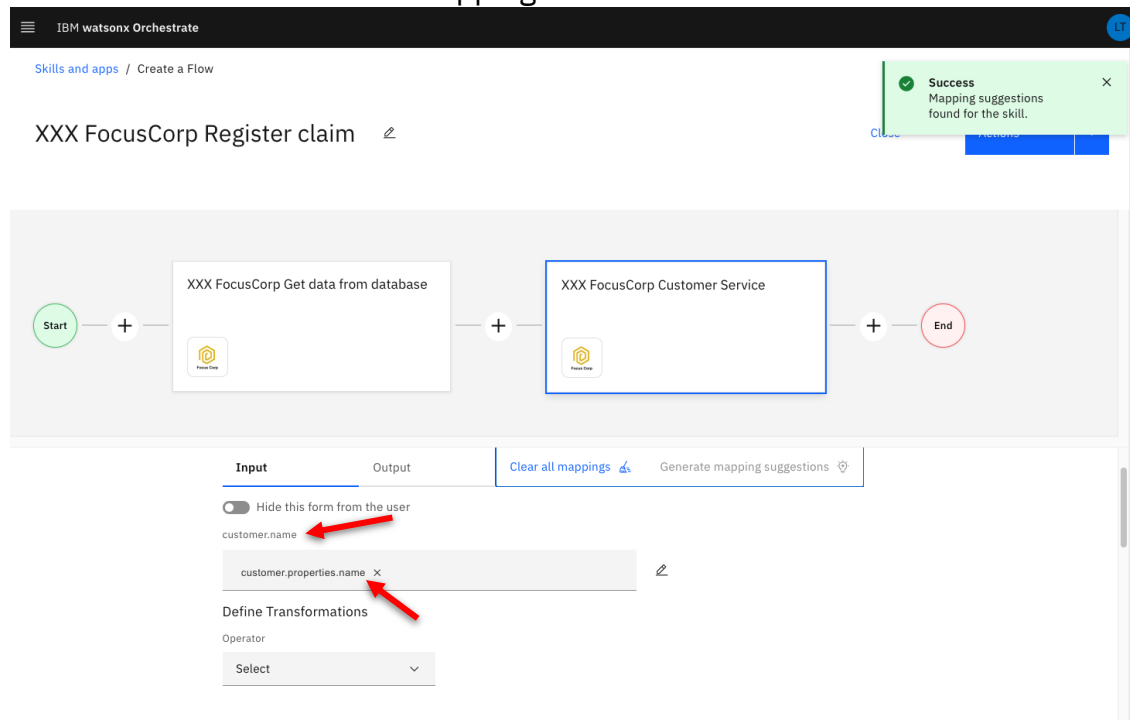 IBM watsonx Orchestrate
LT
Skills and apps / Create a Flow
Success
Mapping suggestions
found for the skill.
XXX FocusCorp Register claim
XXX FocusCorp Get data from database
XXX FocusCorp Customer Service
Start
End
Focus Corp
Focus Corp
Input
Output
Clear all mappings
Generate mapping suggestions
Hide this form from the user
customer.name
customer.properties.name
Define Transformations
Operator
Select